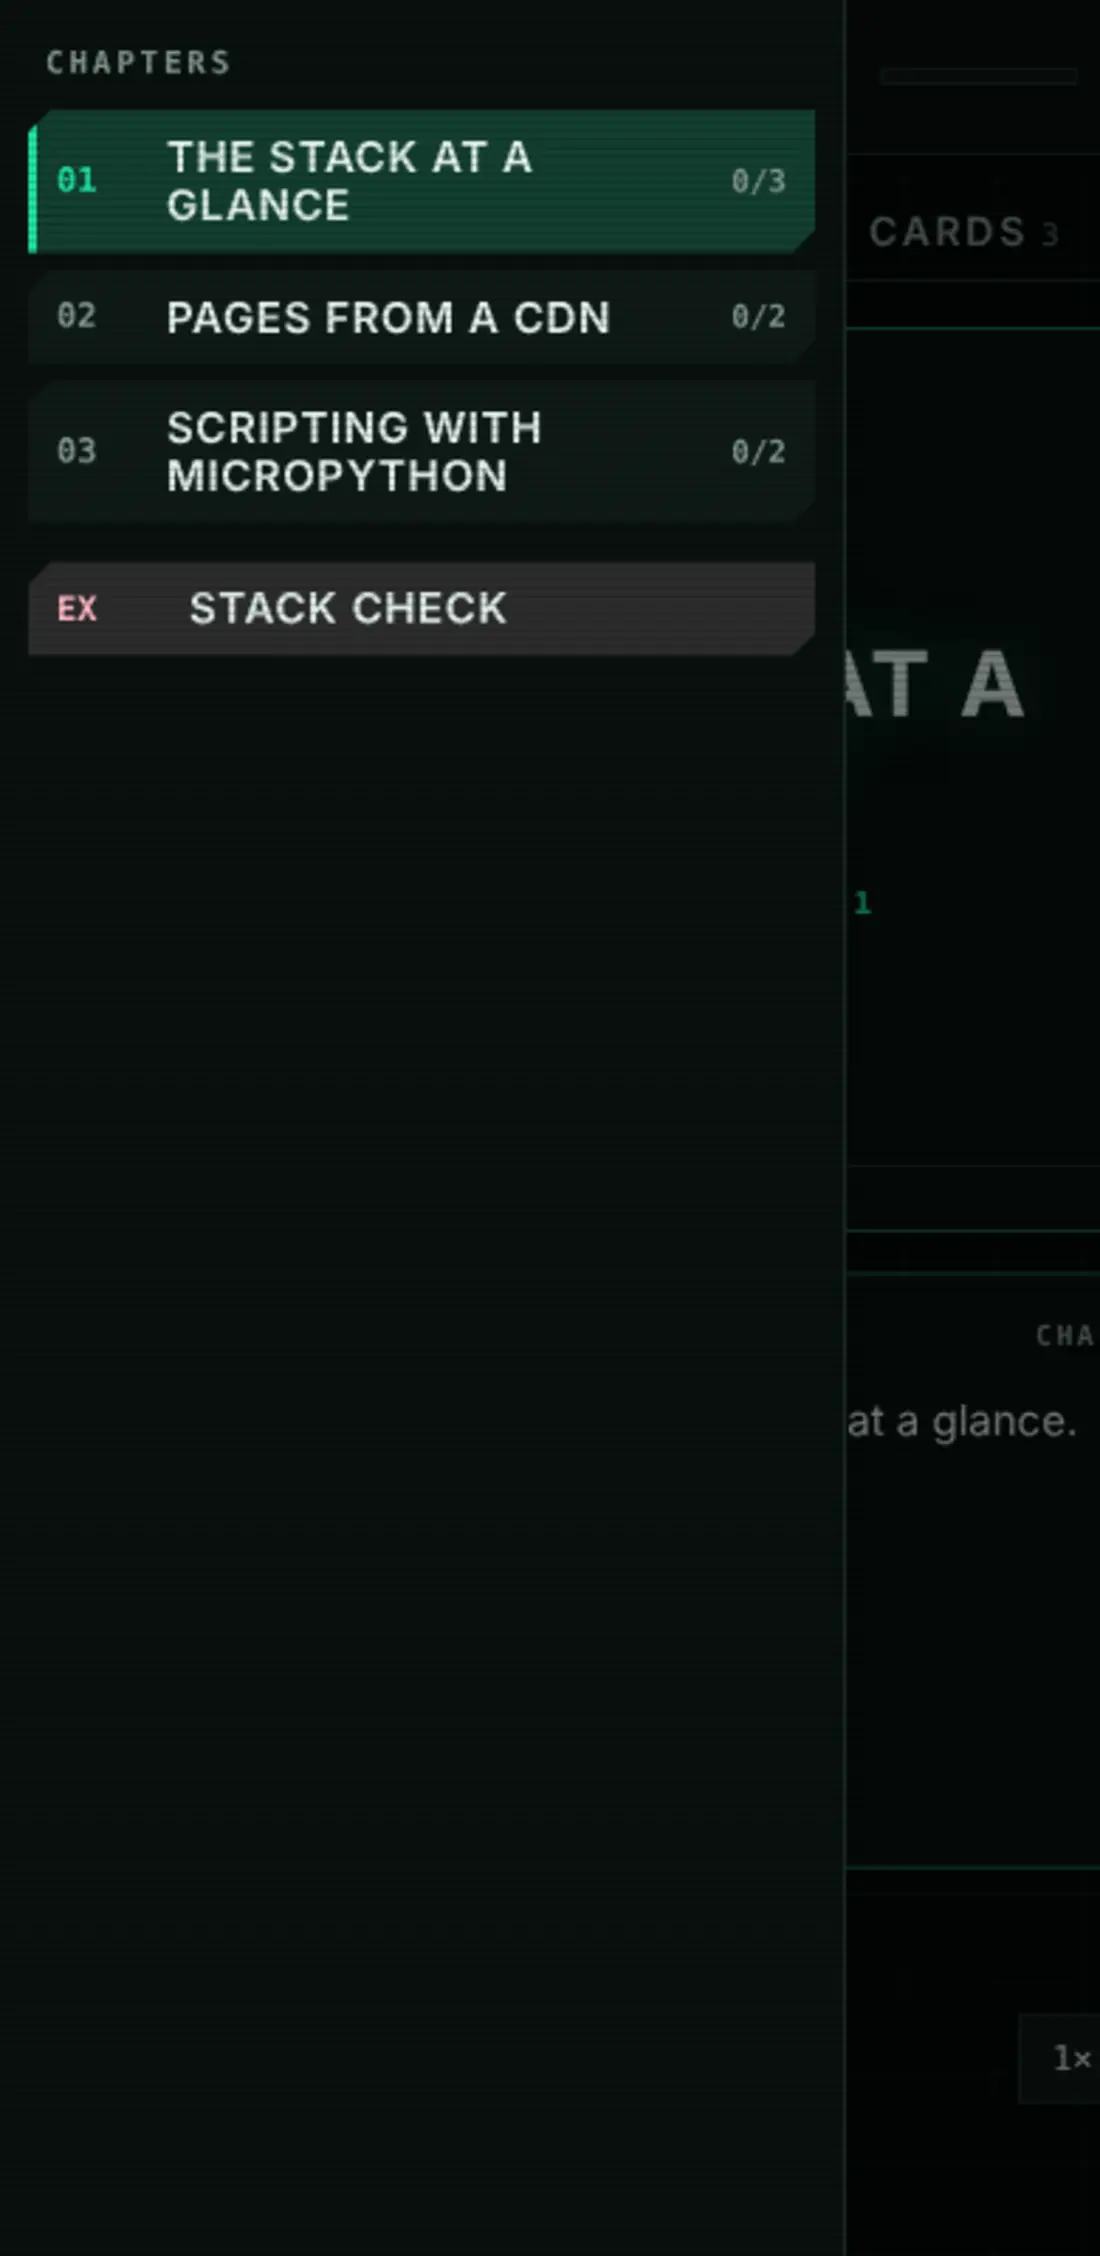 CHAPTERS
01
THE STACK AT A
GLANCE
0/3
02
PAGES FROM A CDN
0/2
03
SCRIPTING WITH
MICROPYTHON
0/2
EX
STACK CHECK
CARDS 3
AT A
1
CHA
at a glance.
1×